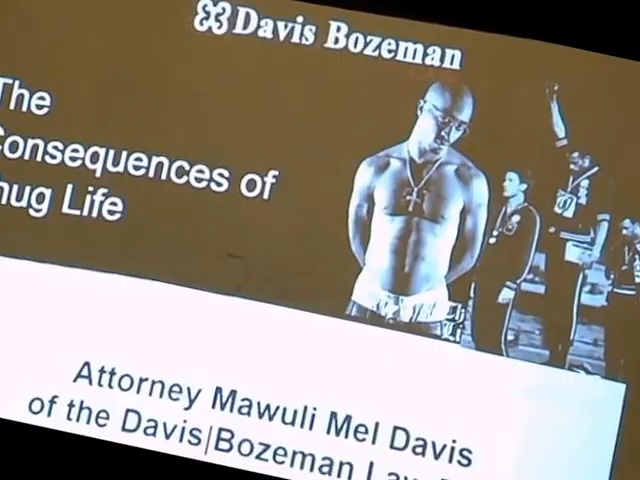 Davis Bozeman
The
Consequences of
hug Life
Attorney Mawuli Mel Davis
of the Davis|Bozeman